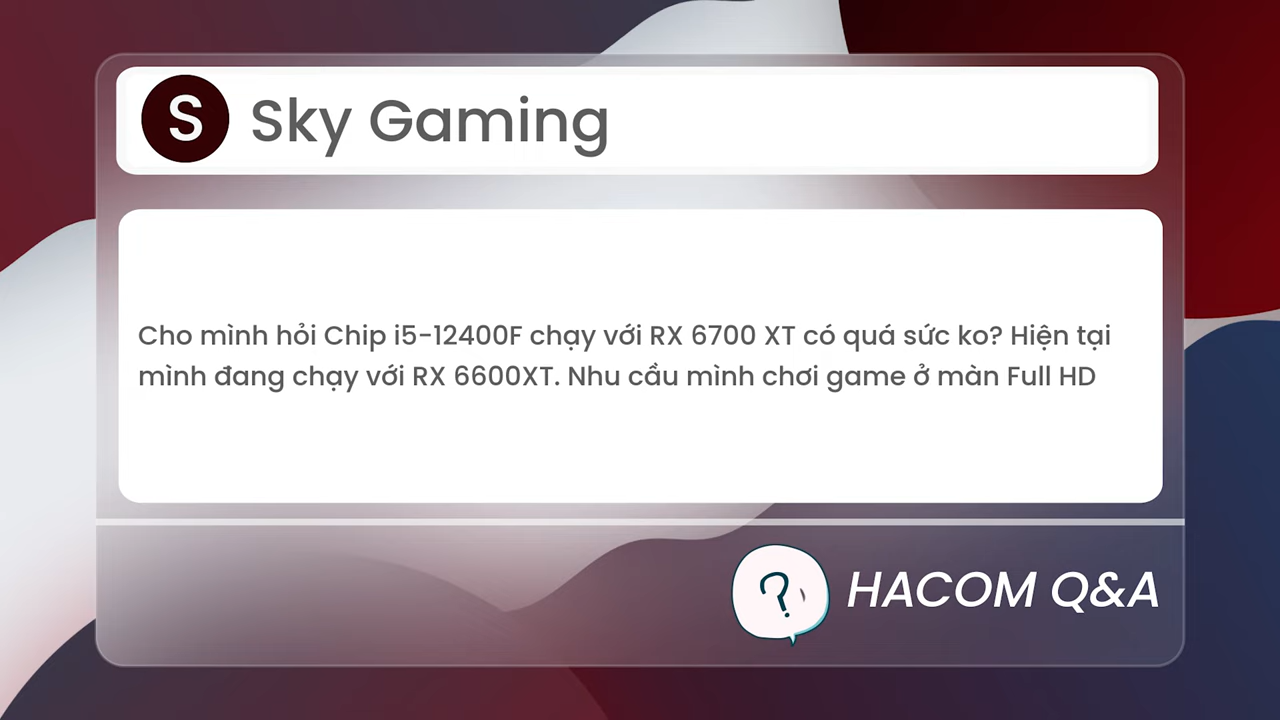 S
Sky Gaming
Cho mình hỏi Chip i5-12400F chạy với RX 6700 XT có quá sức ko? Hiện tại
mình đang chạy với RX 6600XT. Nhu cầu mình chơi game ở màn Full HD
?
HACOM Q&A